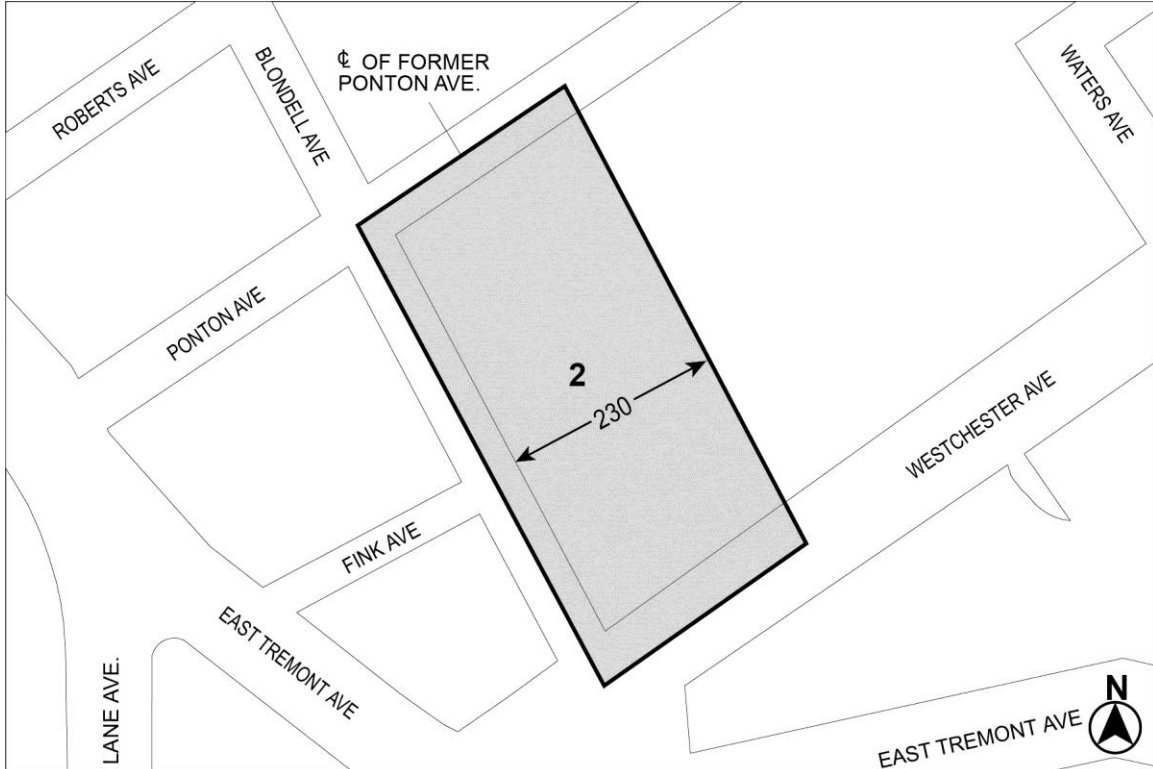 ROBERTS AVE
BLONDELL AVE
℄ OF FORMER
PONTON AVE.
WATERS AVE
PONTON AVE
2
230
WESTCHESTER AVE
FINK AVE
EAST TREMONT AVE
LANE AVE.
EAST TREMONT AVE
N